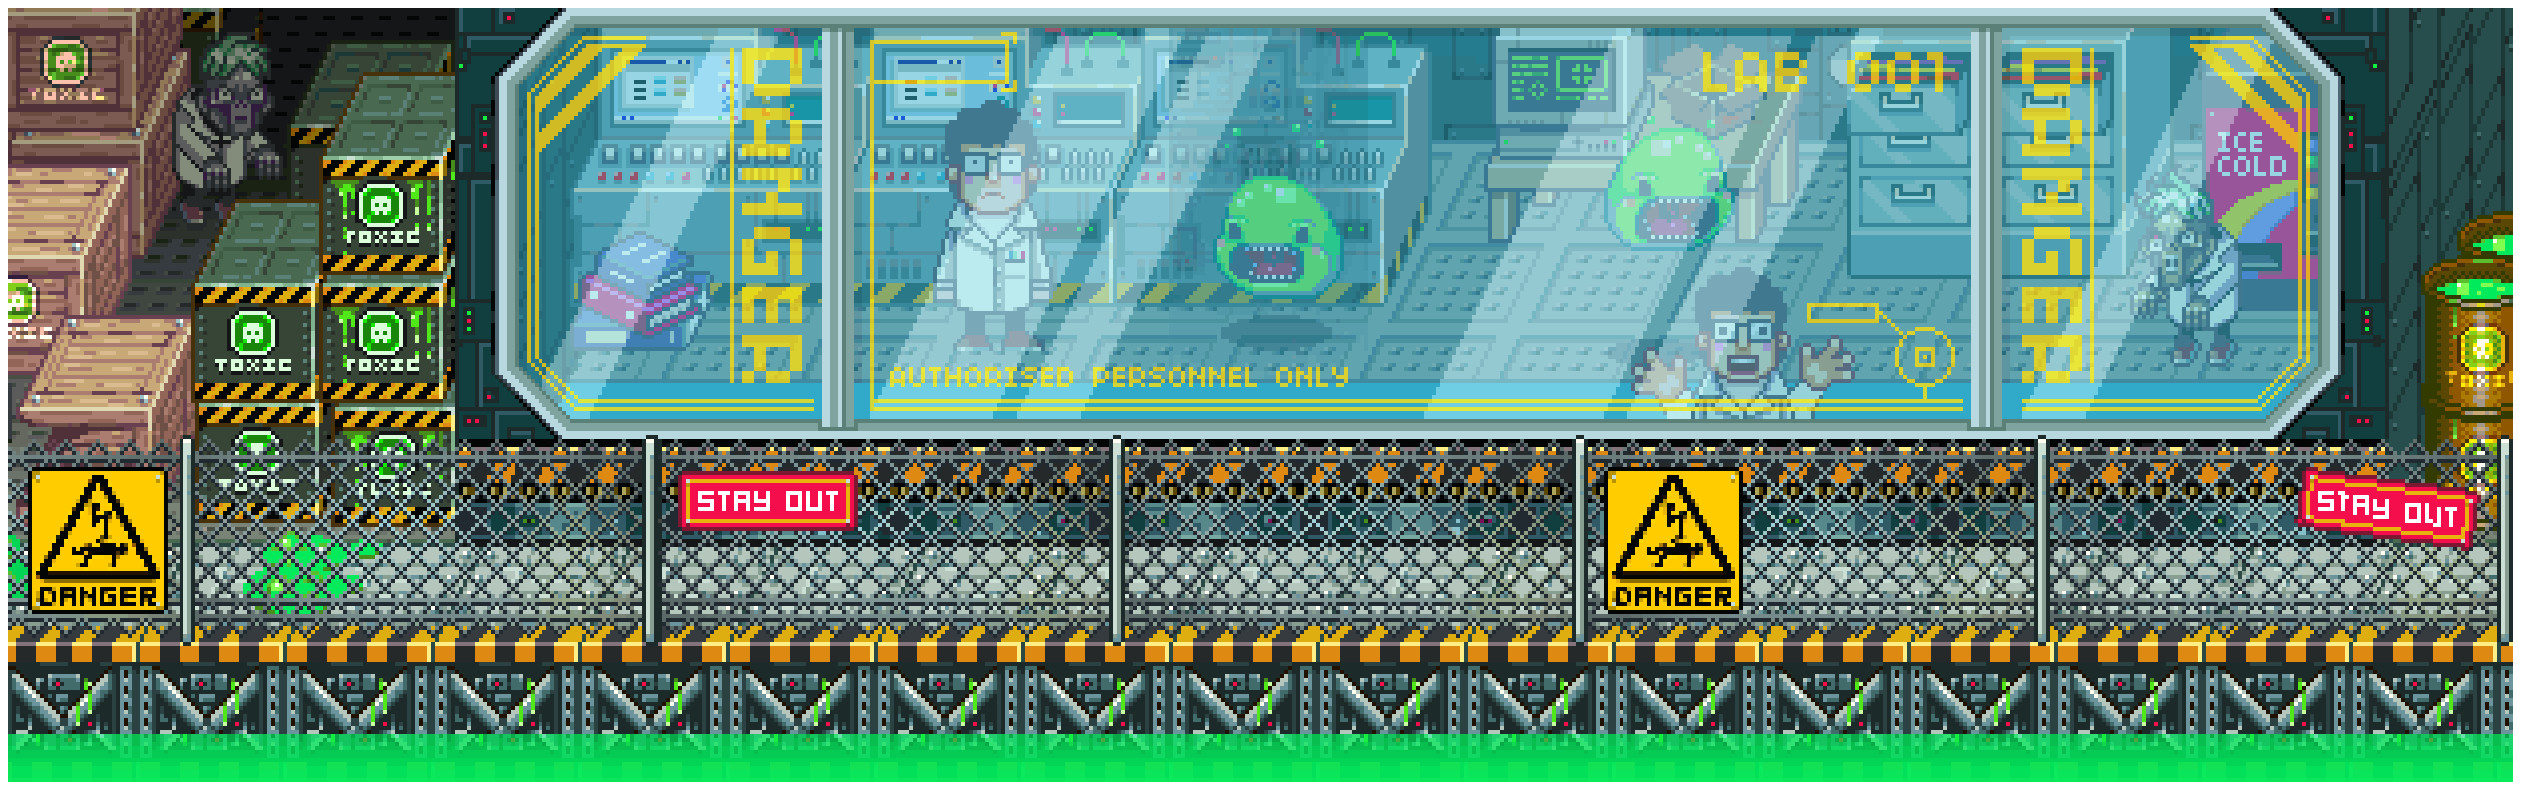 TOXIC
TOXIC
TOXIC
TOXIC
DANGER
AUTHORISED PERSONNEL ONLY
LAB 001
DANGER
ICE
COLD
DANGER
STAY OUT
DANGER
STAY OUT